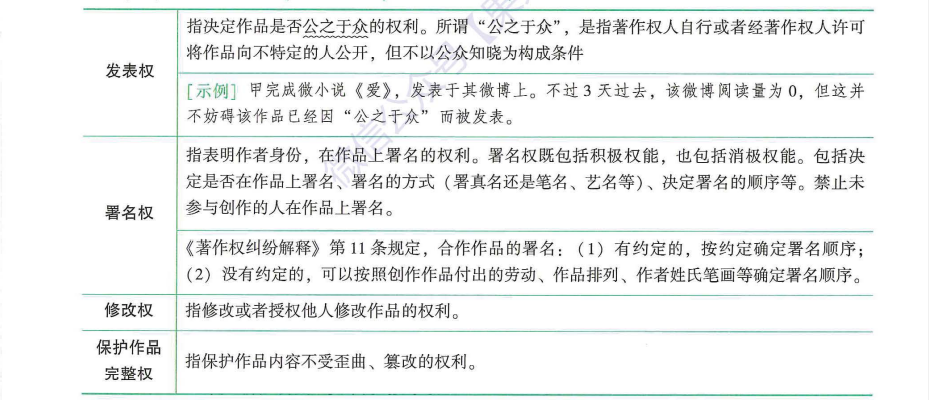 指决定作品是否公之于众的权利。所谓“公之于众”，是指著作权人自行或者经著作权人许可
将作品向不特定的人公开，但不以公众知晓为构成条件
发表权
［示例］甲完成微小说《爱》，发表于其微博上。不过 3 天过去，该微博阅读量为 0，但这并
不妨碍该作品已经因“公之于众”而被发表。
指表明作者身份，在作品上署名的权利。署名权既包括积极权能，也包括消极权能。包括决
定是否在作品上署名、署名的方式（署真名还是笔名、艺名等）、决定署名的顺序等。禁止未
参与创作的人在作品上署名。
署名权
《著作权纠纷解释》第 11 条规定，合作作品的署名：（1）有约定的，按约定确定署名顺序；
（2）没有约定的，可以按照创作作品付出的劳动、作品排列、作者姓氏笔画等确定署名顺序。
修改权
指修改或者授权他人修改作品的权利。
保护作品
完整权
指保护作品内容不受歪曲、篡改的权利。
微信公众号